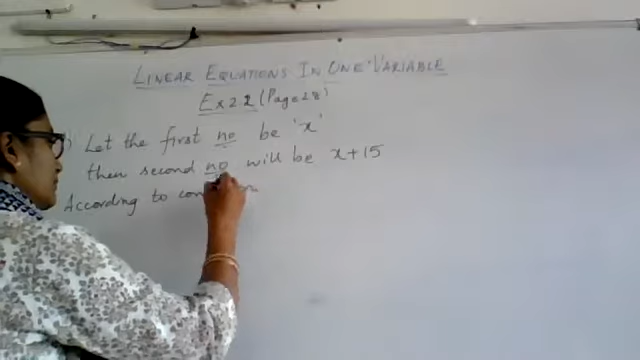 LINEAR EQUATIONS IN ONE VARIABLE
Ex 2.2 (Page 28)
) Let the first no be 'x'
then second no will be x+15
According to